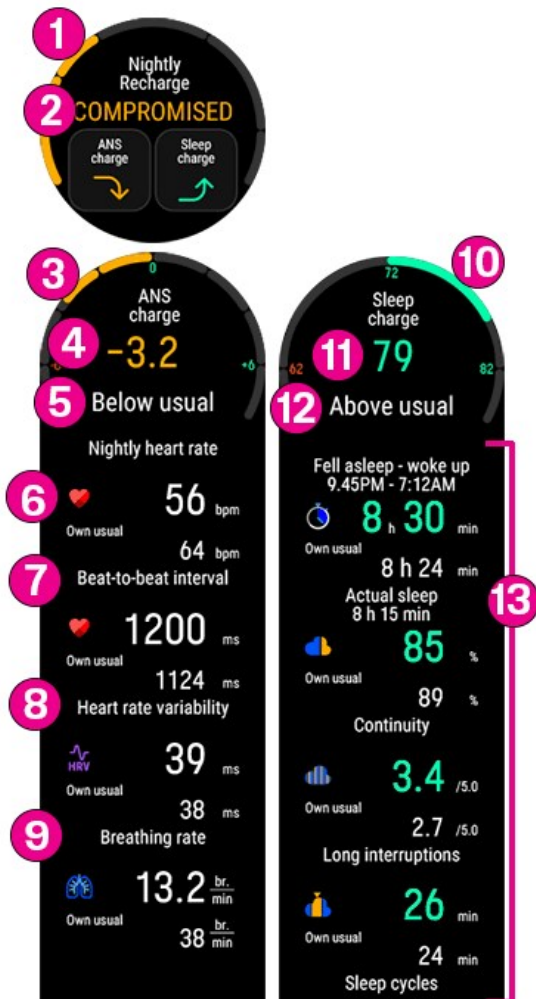 1
Nightly
Recharge
2
COMPROMISED
ANS
charge
Sleep
charge
3
0
ANS
charge
4
-3.2
+6
5
Below usual
Nightly heart rate
6
56 bpm
Own usual
64 bpm
7
Beat-to-beat interval
1200 ms
Own usual
1124 ms
8
Heart rate variability
HRV
39 ms
Own usual
38 ms
9
Breathing rate
13.2 br.
min
Own usual
38 br.
min
10
72
Sleep
charge
11
79
62
82
12
Above usual
13
Fell asleep - woke up
9.45PM - 7:12AM
8 h 30 min
Own usual
8 h 24 min
Actual sleep
8 h 15 min
85 %
Own usual
89 %
Continuity
3.4 /5.0
Own usual
2.7 /5.0
Long interruptions
26 min
Own usual
24 min
Sleep cycles